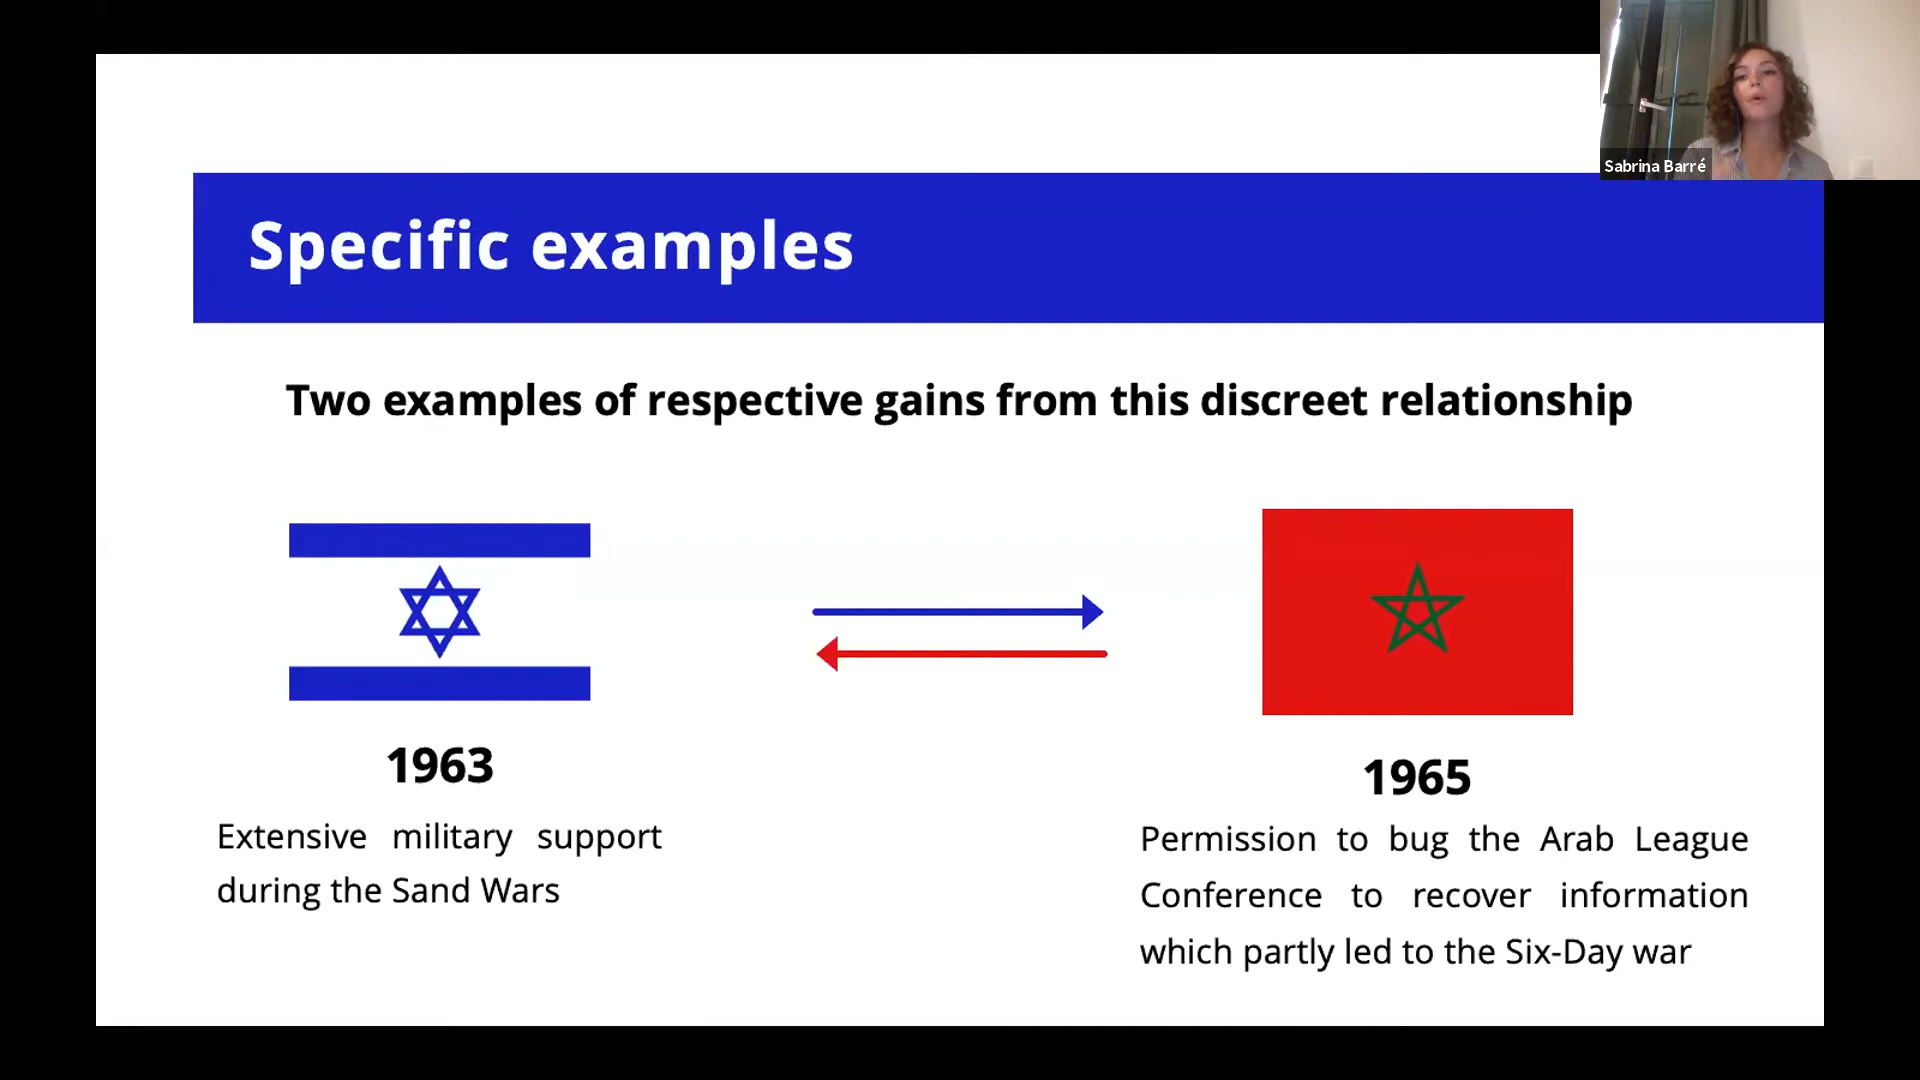 Sabrina Barré
Specific examples
Two examples of respective gains from this discreet relationship
1963
Extensive military support
during the Sand Wars
1965
Permission to bug the Arab League
Conference to recover information
which partly led to the Six-Day war